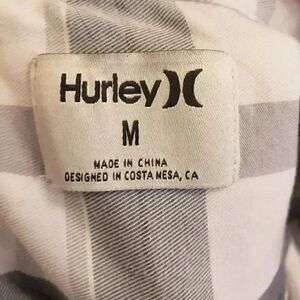 Hurley
M
MADE IN CHINA
DESIGNED IN COSTA MESA, CA